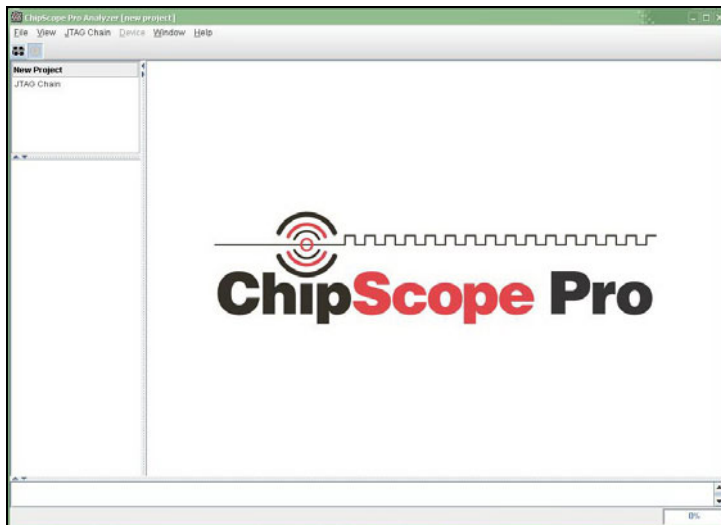 ChipScope Pro Analyzer [new project]
File View JTAG Chain Device Window Help
New Project
JTAG Chain
ChipScope Pro
0%